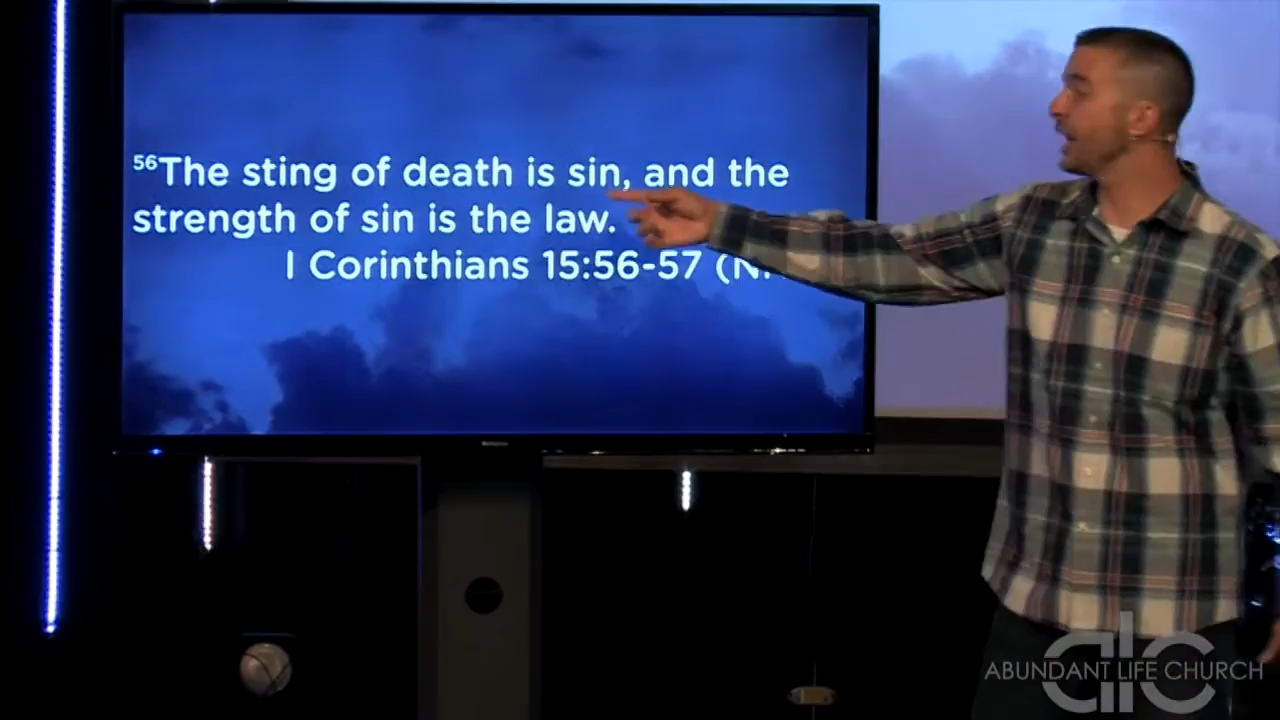 56The sting of death is sin, and the
strength of sin is the law.
I Corinthians 15:56-57
ABUNDANT LIFE CHURCH
alc